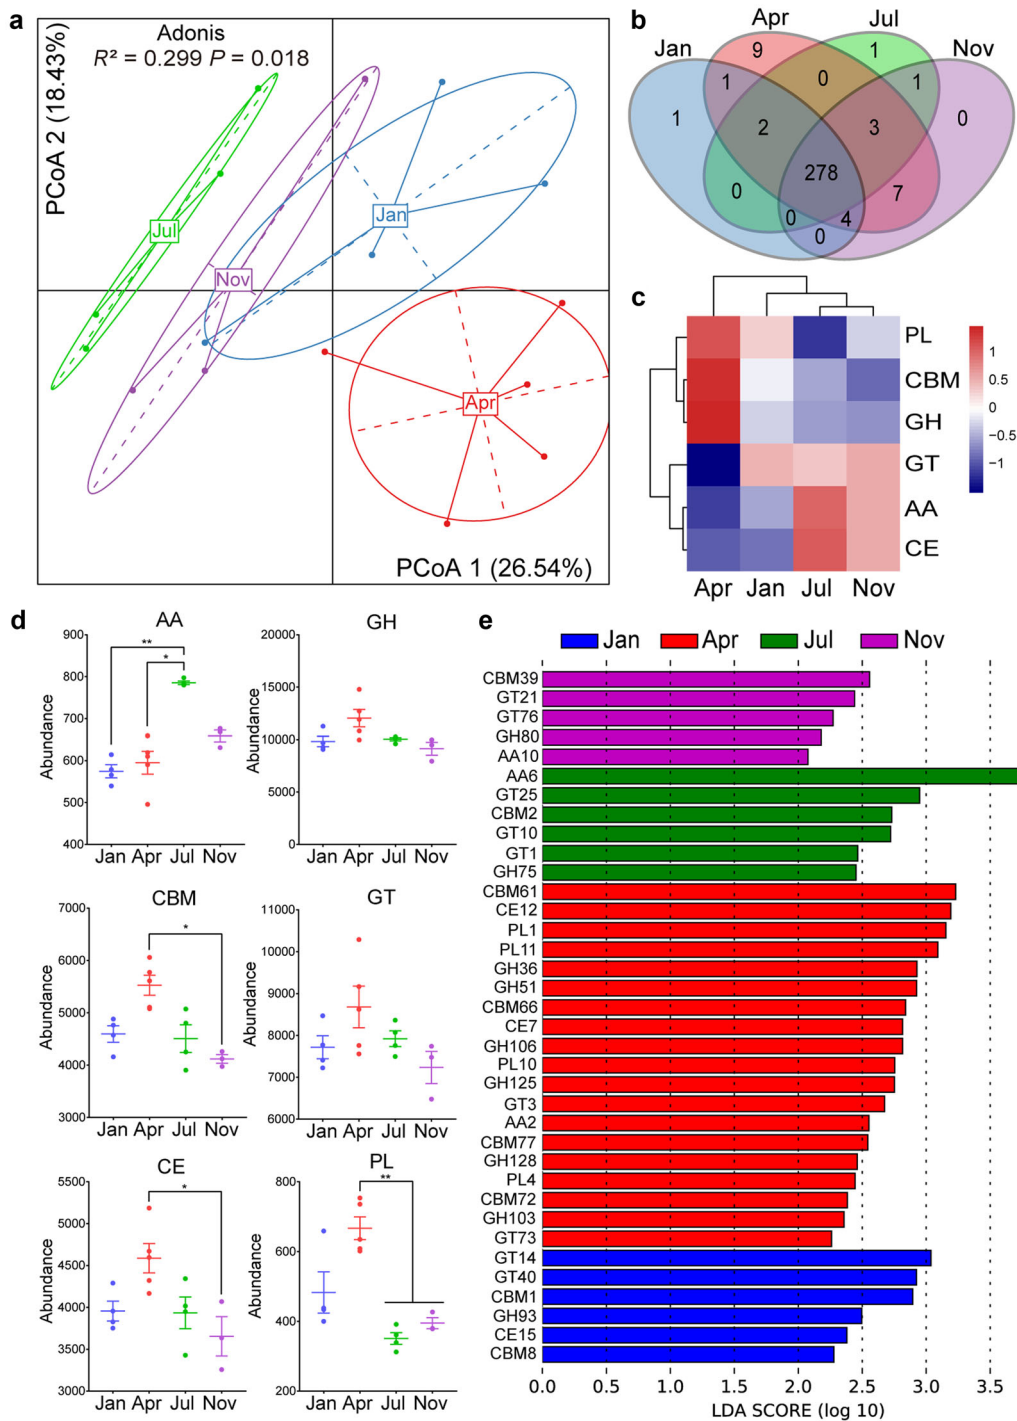 a
Adonis
R² = 0.299 P = 0.018
PCoA 2 (18.43%)
Jul
Nov
Jan
Apr
PCoA 1 (26.54%)
b
Jan
Apr
Jul
Nov
9
1
1
0
1
1
0
2
3
278
0
7
0
4
0
c
PL
CBM
GH
GT
AA
CE
Apr Jan Jul Nov
1
0.5
0
−0.5
−1
d
AA
Abundance
900
800
700
600
500
400
**
*
Jan Apr Jul Nov
GH
Abundance
20000
15000
10000
5000
0
Jan Apr Jul Nov
CBM
Abundance
7000
6000
5000
4000
3000
*
Jan Apr Jul Nov
GT
Abundance
11000
10000
9000
8000
7000
6000
Jan Apr Jul Nov
CE
Abundance
5500
5000
4500
4000
3500
3000
*
Jan Apr Jul Nov
PL
Abundance
800
600
400
200
**
Jan Apr Jul Nov
e
Jan Apr Jul Nov
CBM39
GT21
GT76
GH80
AA10
AA6
GT25
CBM2
GT10
GT1
GH75
CBM61
CE12
PL1
PL11
GH36
GH51
CBM66
CE7
GH106
PL10
GH125
GT3
AA2
CBM77
GH128
PL4
CBM72
GH103
GT73
GT14
GT40
CBM1
GH93
CE15
CBM8
0.0 0.5 1.0 1.5 2.0 2.5 3.0 3.5
LDA SCORE (log 10)